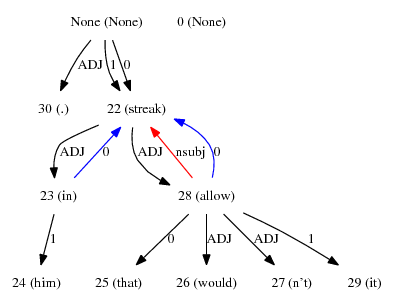 None (None) 0 (None)
ADJ 1 0
30 (.) 22 (streak)
ADJ 0 ADJ nsubj 0
23 (in) 28 (allow)
1 0 ADJ ADJ 1
24 (him) 25 (that) 26 (would) 27 (n't) 29 (it)